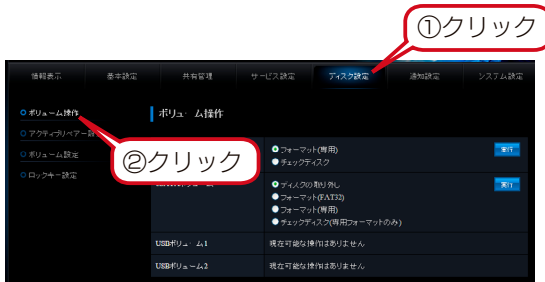 ①クリック
情報表示 基本設定 共有管理 サービス設定 ディスク設定 通知設定 システム設定
ボリューム操作 ボリューム操作
アクティブリペアー設
②クリック
フォーマット(専用) 実行
ボリューム設定
チェックディスク
ロックキー設定
ディスクの取り外し 実行
フォーマット(FAT32)
フォーマット(専用)
チェックディスク(専用フォーマットのみ)
USBボリューム1 現在可能な操作はありません
USBボリューム2 現在可能な操作はありません